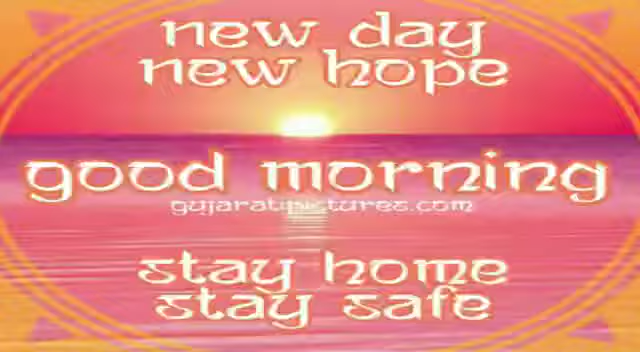 new day
new hope
good morning
gujaratipictures.com
stay home
stay safe